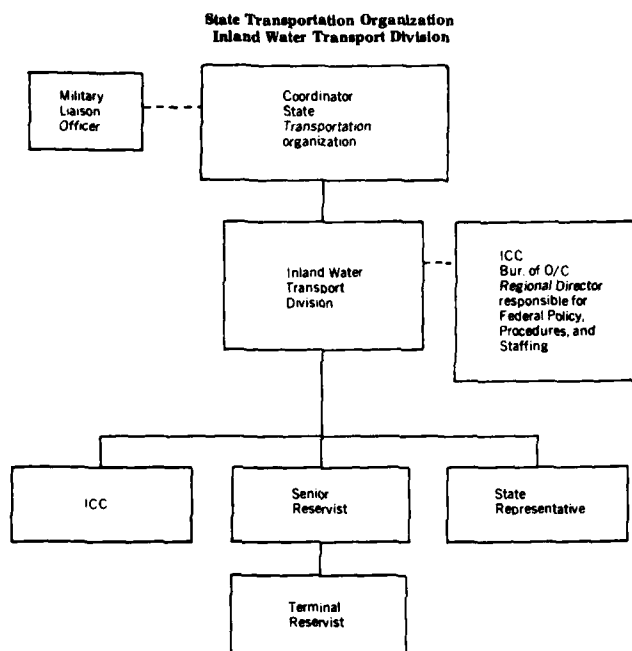 State Transportation Organization
Inland Water Transport Division
Military
Liaison
Officer
Coordinator
State
Transportation
organization
Inland Water
Transport
Division
ICC
Bur. of O/C
Regional Director
responsible for
Federal Policy,
Procedures, and
Staffing
ICC
Senior
Reservist
State
Representative
Terminal
Reservist